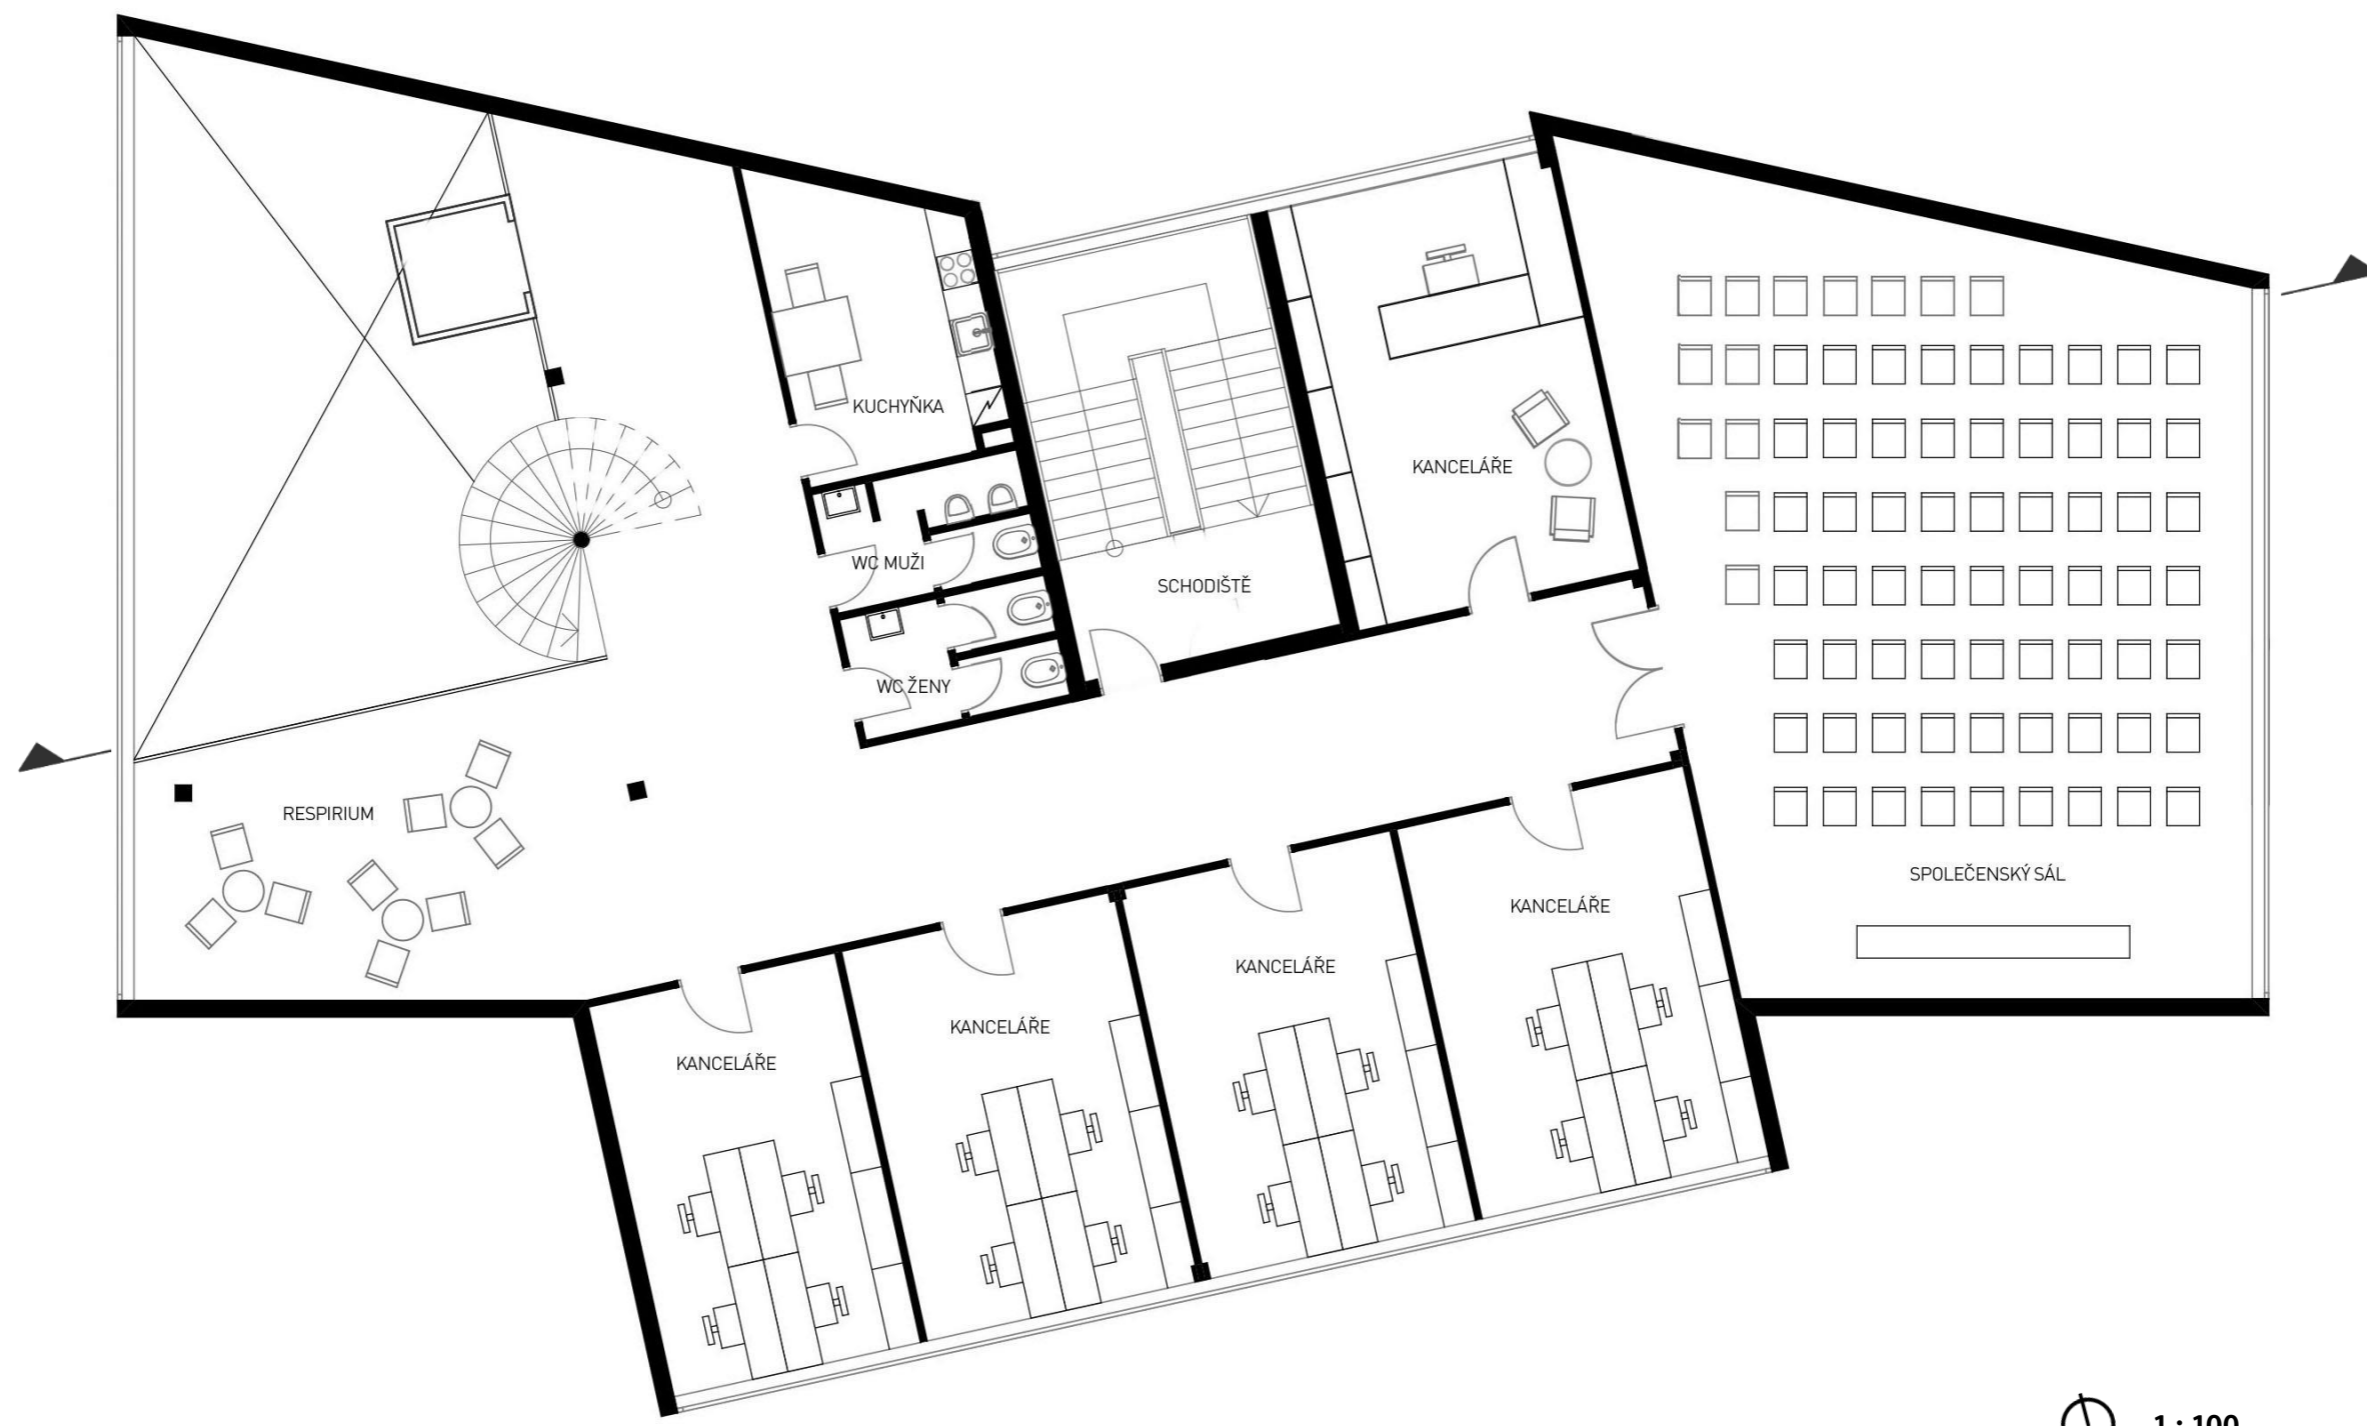 KUCHYŇKA
KANCELÁŘE
WC MUŽI
SCHODIŠTĚ
WC ŽENY
RESPIRIUM
SPOLEČENSKÝ SÁL
KANCELÁŘE
KANCELÁŘE
KANCELÁŘE
KANCELÁŘE
1 : 100